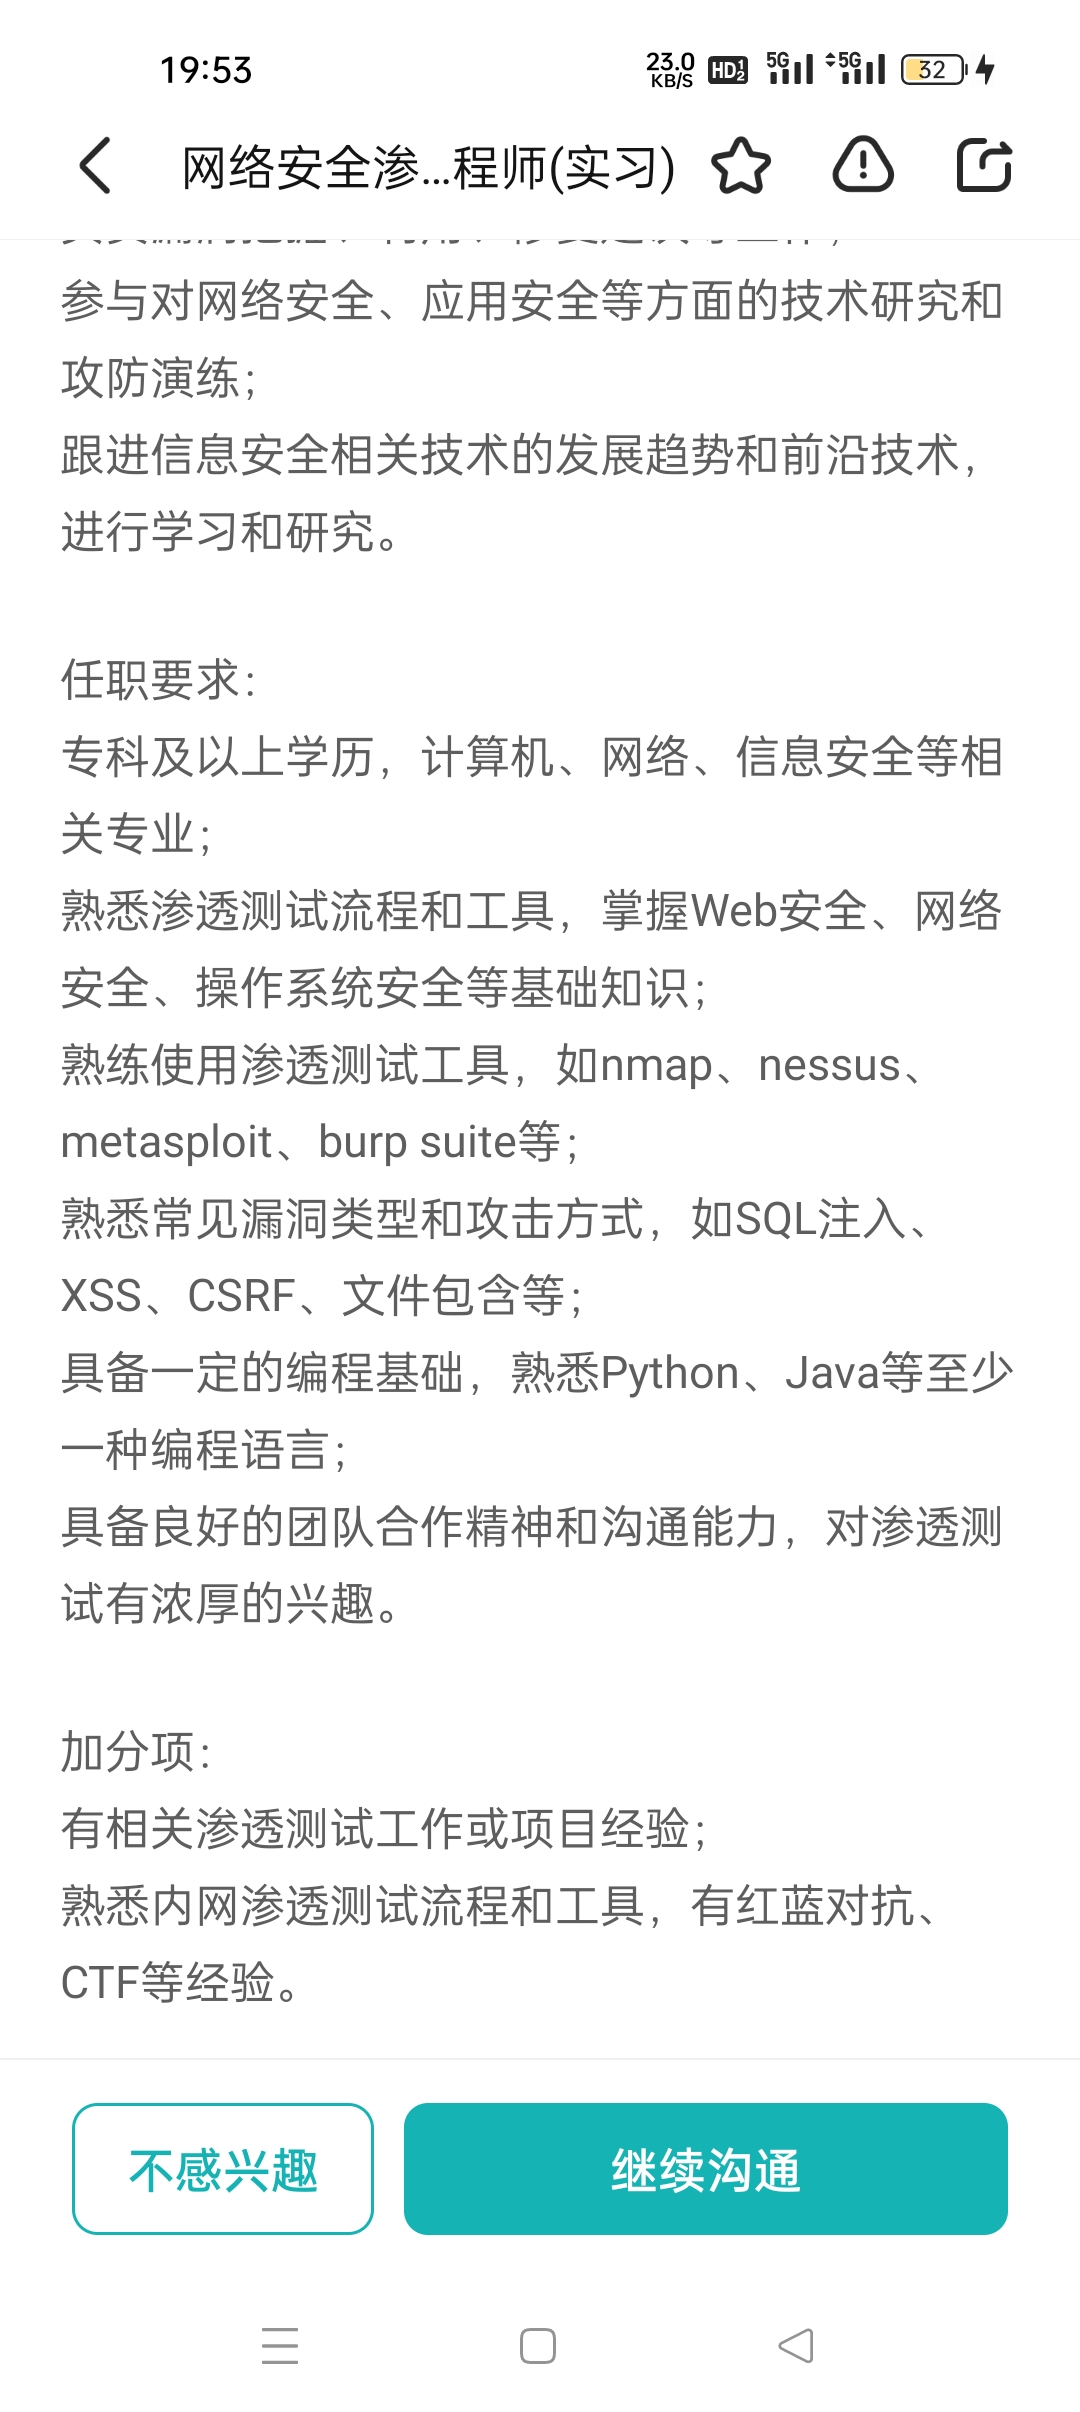 19:53
23.0
KB/S
HD 1 2
5G
5G
32
网络安全渗...程师(实习)
参与对网络安全、应用安全等方面的技术研究和
攻防演练；
跟进信息安全相关技术的发展趋势和前沿技术，
进行学习和研究。
任职要求：
专科及以上学历，计算机、网络、信息安全等相
关专业；
熟悉渗透测试流程和工具，掌握Web安全、网络
安全、操作系统安全等基础知识；
熟练使用渗透测试工具，如nmap、nessus、
metasploit、burp suite等；
熟悉常见漏洞类型和攻击方式，如SQL注入、
XSS、CSRF、文件包含等；
具备一定的编程基础，熟悉Python、Java等至少
一种编程语言；
具备良好的团队合作精神和沟通能力，对渗透测
试有浓厚的兴趣。
加分项：
有相关渗透测试工作或项目经验；
熟悉内网渗透测试流程和工具，有红蓝对抗、
CTF等经验。
不感兴趣
继续沟通